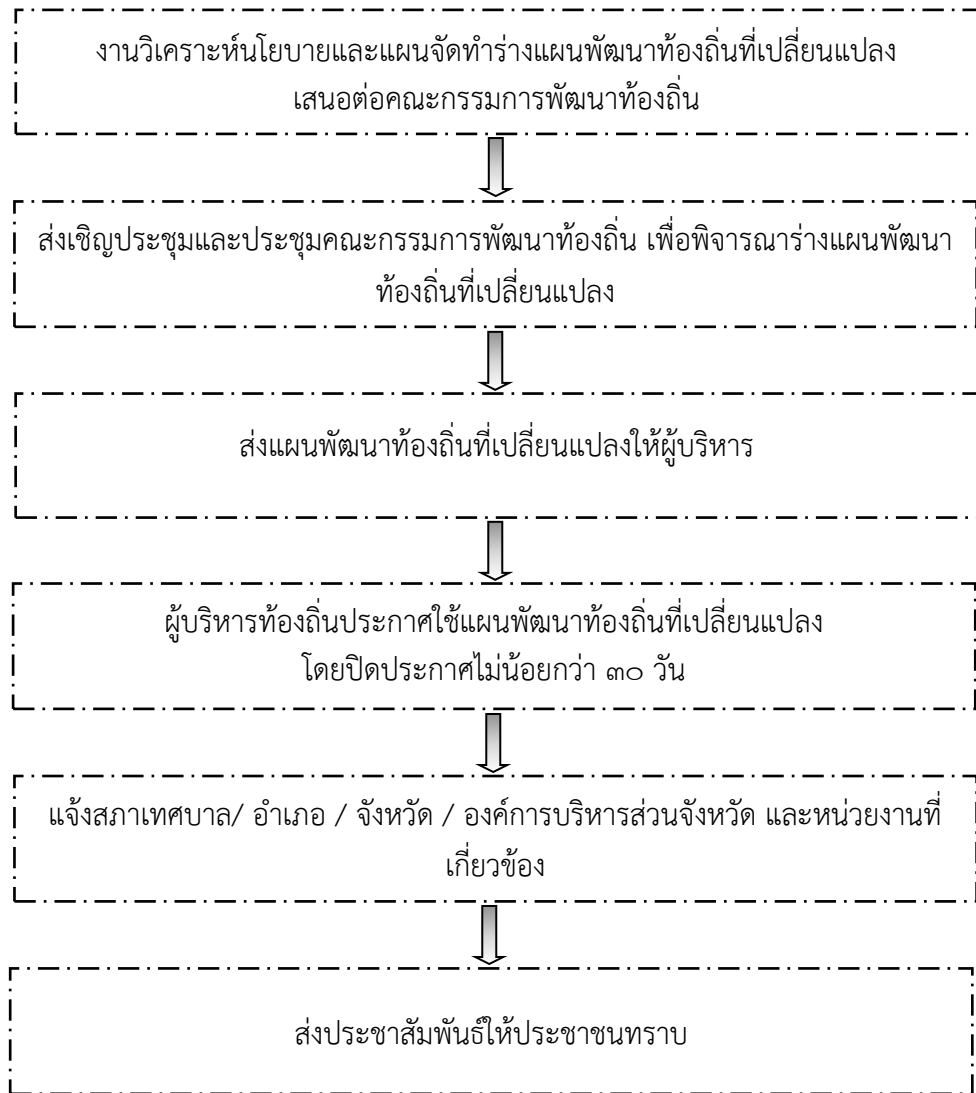 งานวิเคราะห์นโยบายและแผนจัดทำร่างแผนพัฒนาท้องถิ่นที่เปลี่ยนแปลง
เสนอต่อคณะกรรมการพัฒนาท้องถิ่น
ส่งเชิญประชุมและประชุมคณะกรรมการพัฒนาท้องถิ่น เพื่อพิจารณาร่างแผนพัฒนา
ท้องถิ่นที่เปลี่ยนแปลง
ส่งแผนพัฒนาท้องถิ่นที่เปลี่ยนแปลงให้ผู้บริหาร
ผู้บริหารท้องถิ่นประกาศใช้แผนพัฒนาท้องถิ่นที่เปลี่ยนแปลง
โดยปิดประกาศไม่น้อยกว่า ๓๐ วัน
แจ้งสภาเทศบาล/ อำเภอ / จังหวัด / องค์การบริหารส่วนจังหวัด และหน่วยงานที่
เกี่ยวข้อง
ส่งประชาสัมพันธ์ให้ประชาชนทราบ